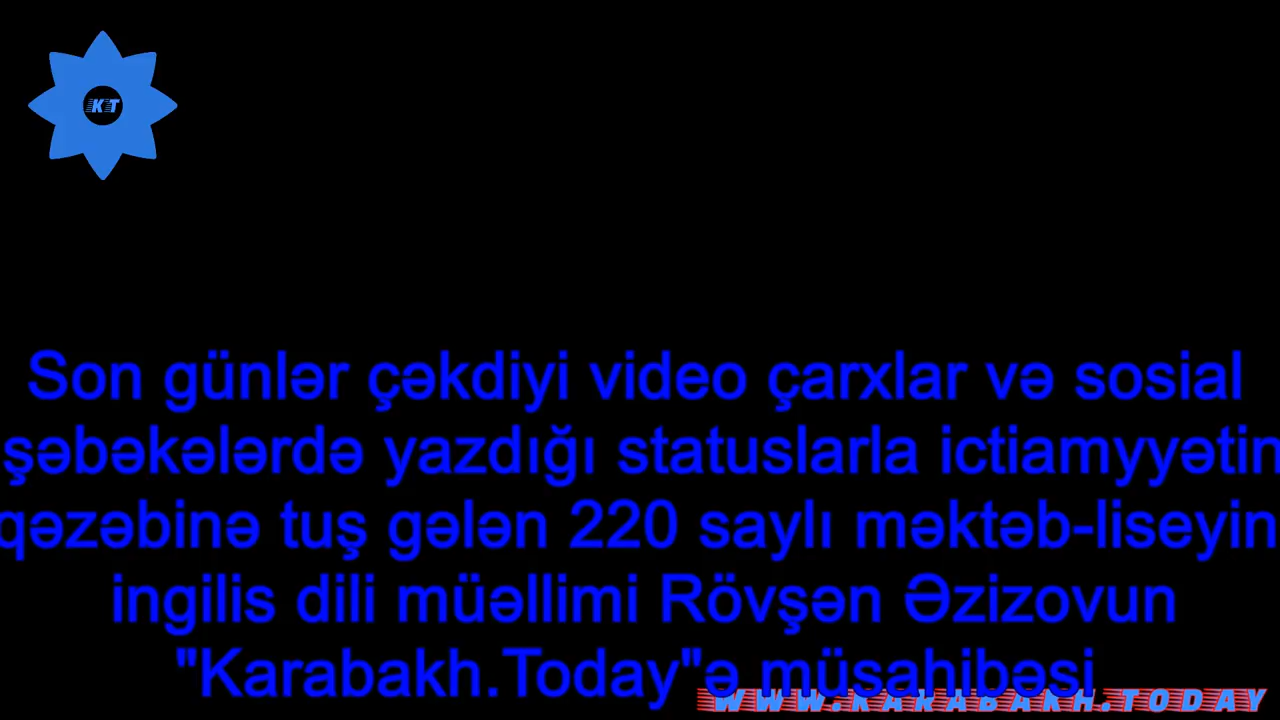 KT
Son günlər çəkdiyi video çarxlar və sosial
şəbəkələrdə yazdığı statuslarla ictiamyyətin
qəzəbinə tuş gələn 220 saylı məktəb-liseyin
ingilis dili müəllimi Rövşən Əzizovun
"Karabakh.Today"ə müsahibəsi
WWW.KARABAKH.TODAY